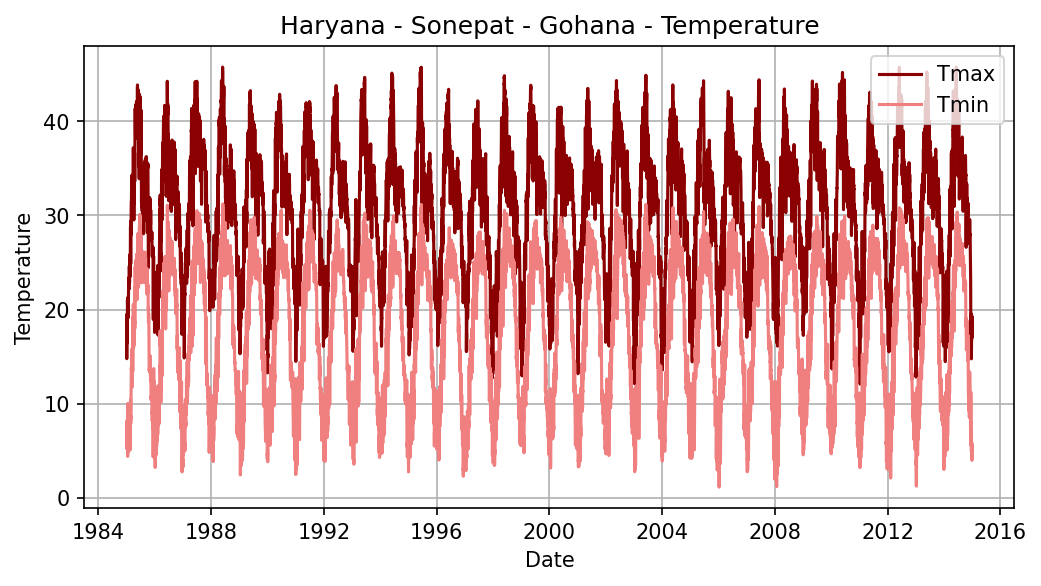 Haryana - Sonepat - Gohana - Temperature
Tmax
Tmin
Temperature
40
30
20
10
0
1984 1988 1992 1996 2000 2004 2008 2012 2016
Date